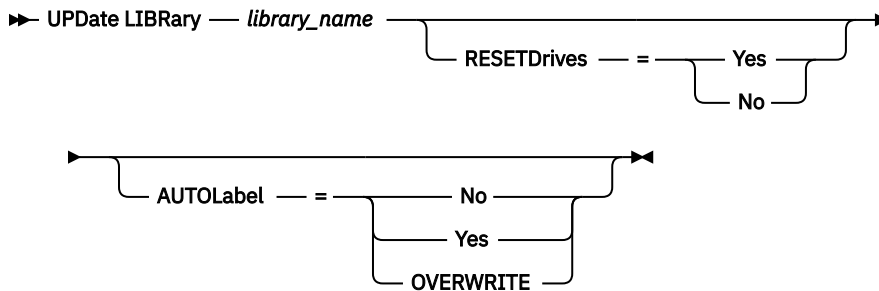 UPDate LIBRary library_name
RESETDrives = Yes
No
AUTOLabel = No
Yes
OVERWRITE